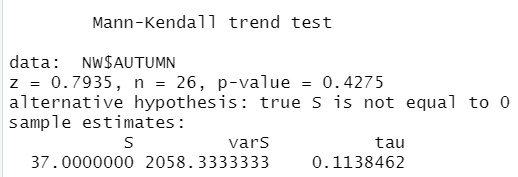 Mann-Kendall trend test
data:  NW$AUTUMN
z = 0.7935, n = 26, p-value = 0.4275
alternative hypothesis: true S is not equal to 0
sample estimates:
S varS tau
37.0000000 2058.3333333 0.1138462